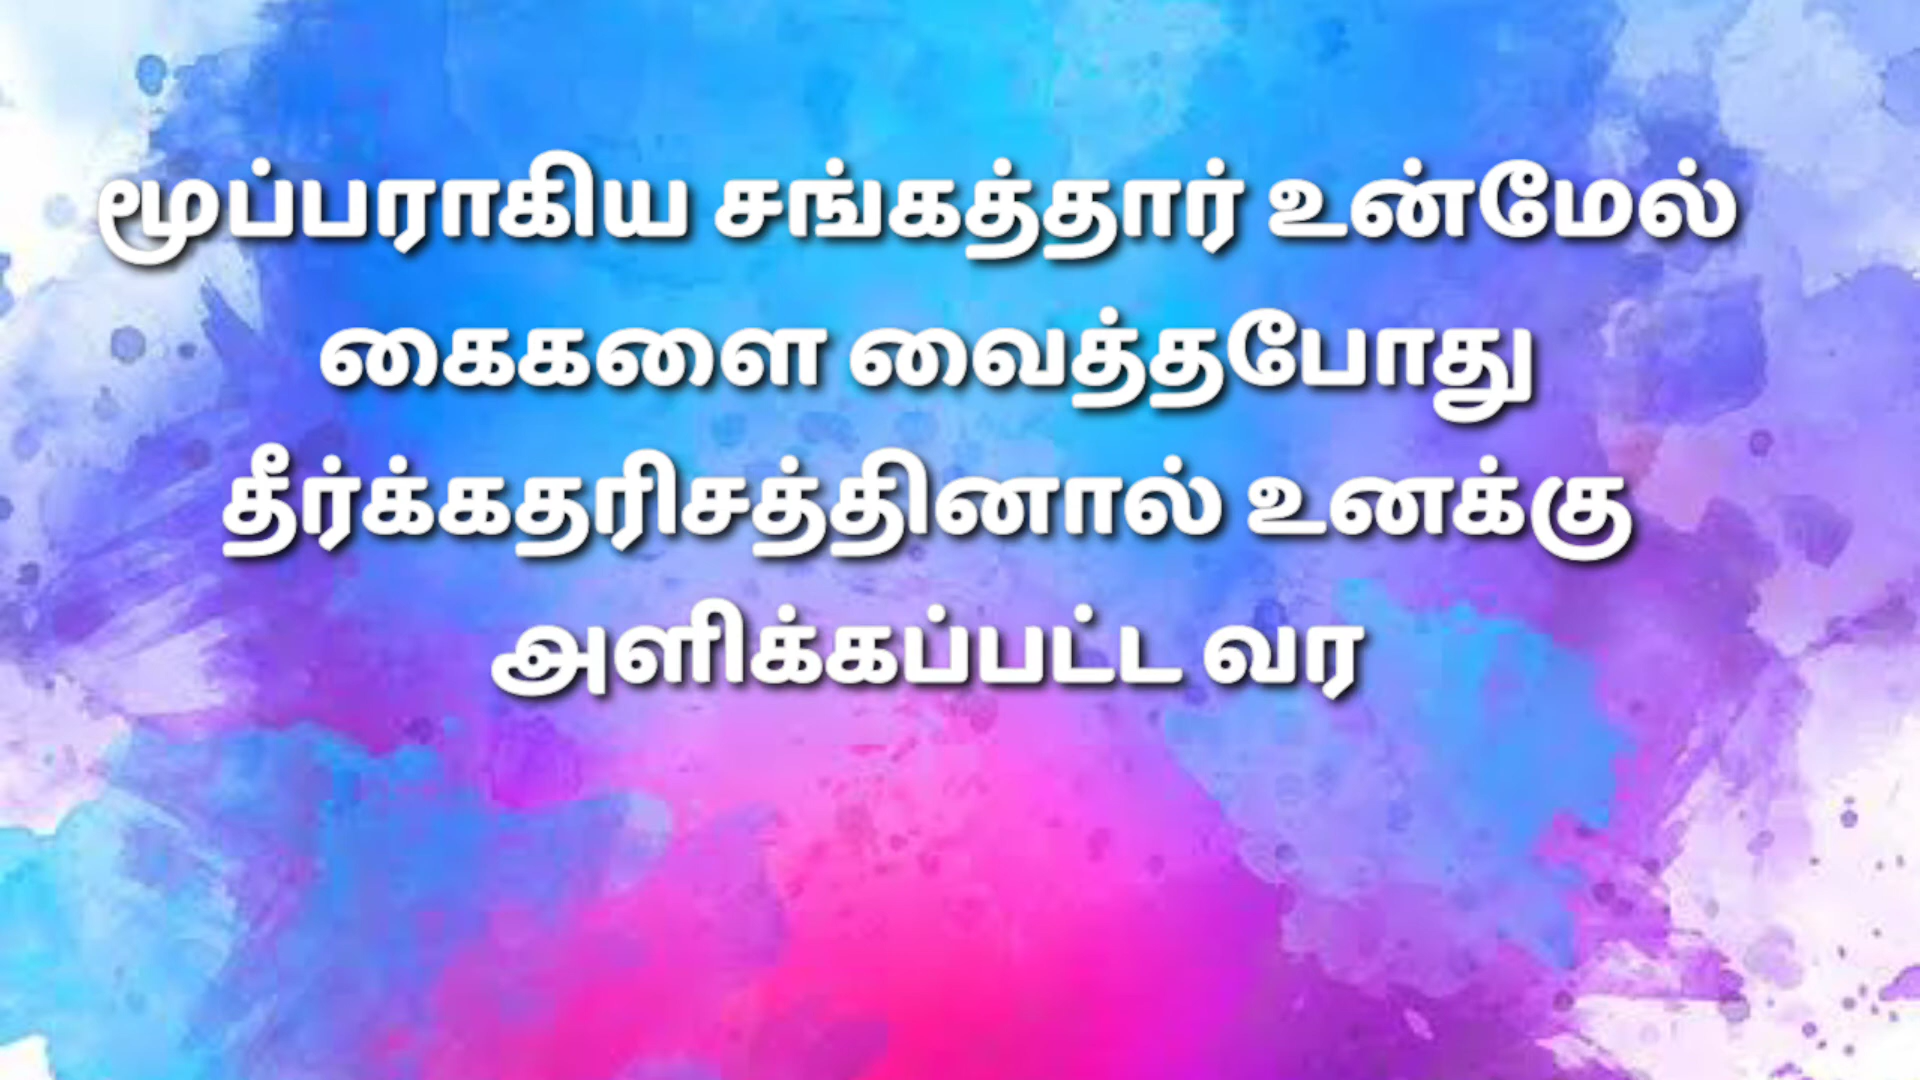 மூப்பராகிய சங்கத்தார் உன்மேல்
கைகளை வைத்தபோது
தீர்க்கதரிசத்தினால் உனக்கு
அளிக்கப்பட்ட வர